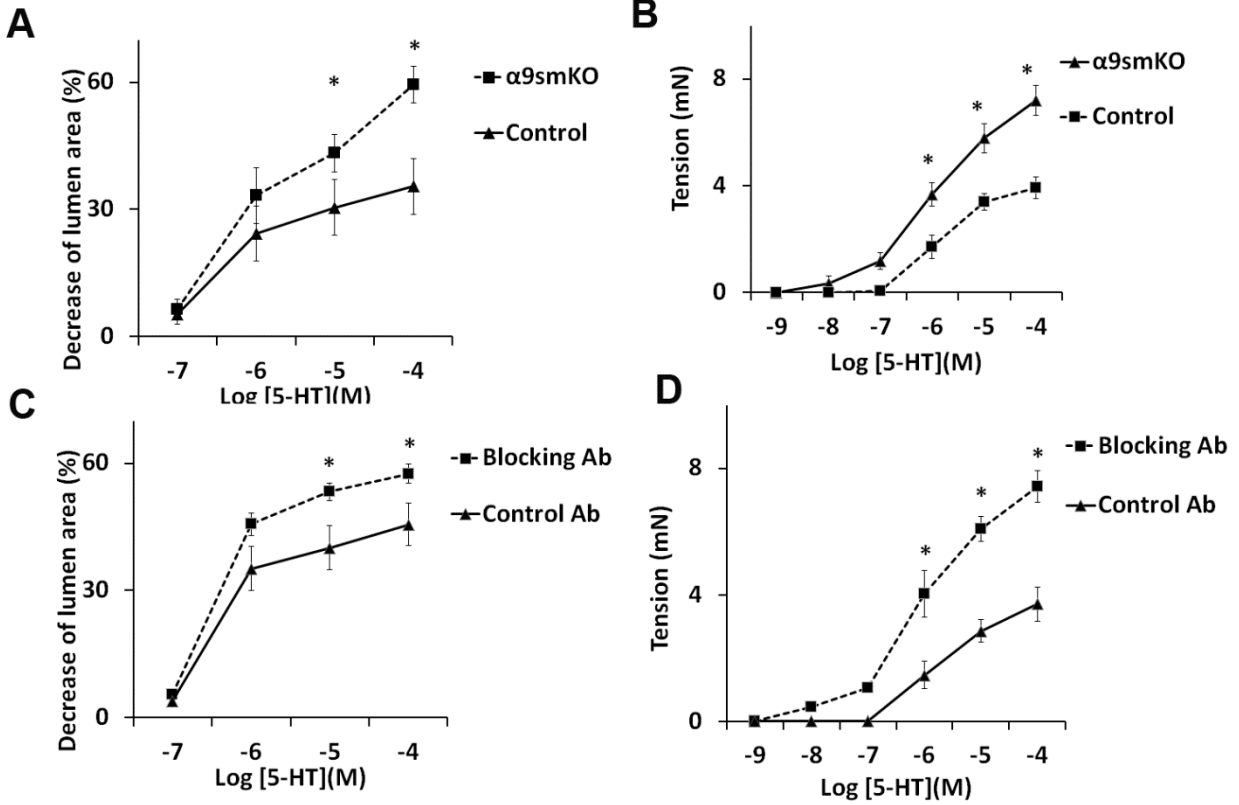 A
Decrease of lumen area (%)
60
30
0
-7 -6 -5 -4
Log [5-HT](M)
* *
α9smKO
Control
B
Tension (mN)
8
4
0
-9 -8 -7 -6 -5 -4
Log [5-HT](M)
* * *
α9smKO
Control
C
Decrease of lumen area (%)
60
30
0
-7 -6 -5 -4
Log [5-HT](M)
* *
Blocking Ab
Control Ab
D
Tension (mN)
8
4
0
-9 -8 -7 -6 -5 -4
Log [5-HT](M)
* * *
Blocking Ab
Control Ab